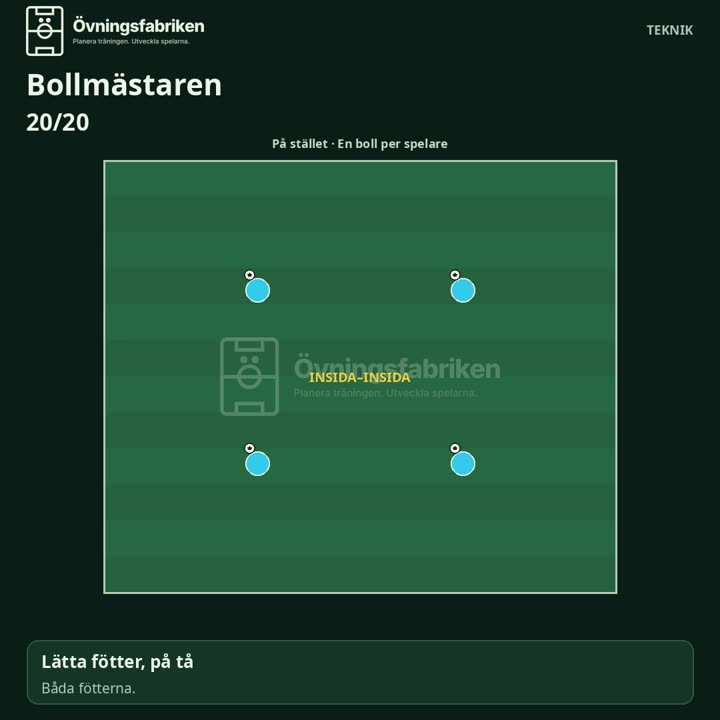 Övningsfabriken
Planera träningen. Utveckla spelarna.
TEKNIK
Bollmästaren
20/20
På stället · En boll per spelare
Övningsfabriken
INSIDA–INSIDA
Planera träningen. Utveckla spelarna.
Lätta fötter, på tå
Båda fötterna.